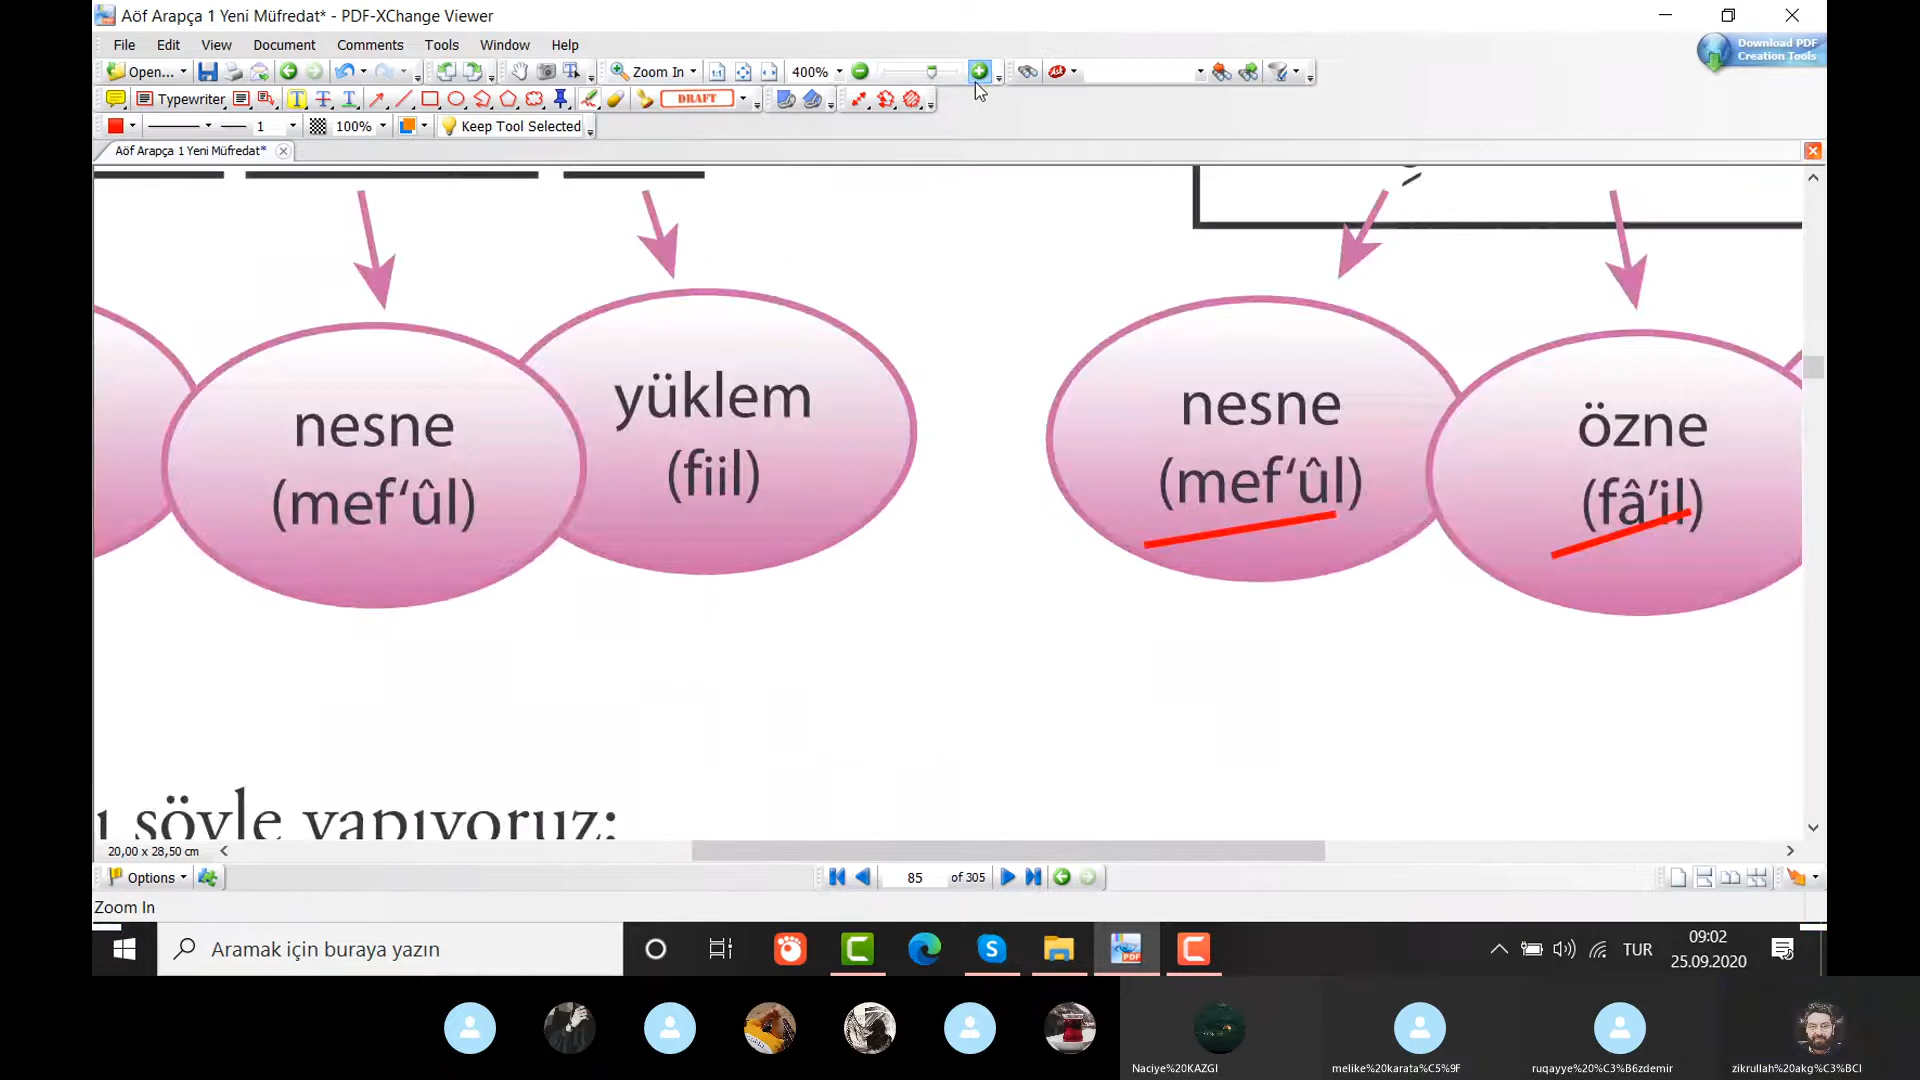 Aöf Arapça 1 Yeni Müfredat* - PDF-XChange Viewer
File Edit View Document Comments Tools Window Help
Download PDF
Creation Tools
Open... Zoom In 400%
Typewriter DRAFT
1 100% Keep Tool Selected
Aöf Arapça 1 Yeni Müfredat*
nesne
(mef‘ûl)
yüklem
(fiil)
nesne
(mef‘ûl)
özne
(fâ’il)
ı şöyle yapıyoruz:
20,00 x 28,50 cm
Options 85 of 305
Zoom In
Aramak için buraya yazın
TUR
09:02
25.09.2020
Naciye%20KAZGI
melike%20karata%C5%9F
ruqayye%20%C3%B6zdemir
zikrullah%20akg%C3%BCl